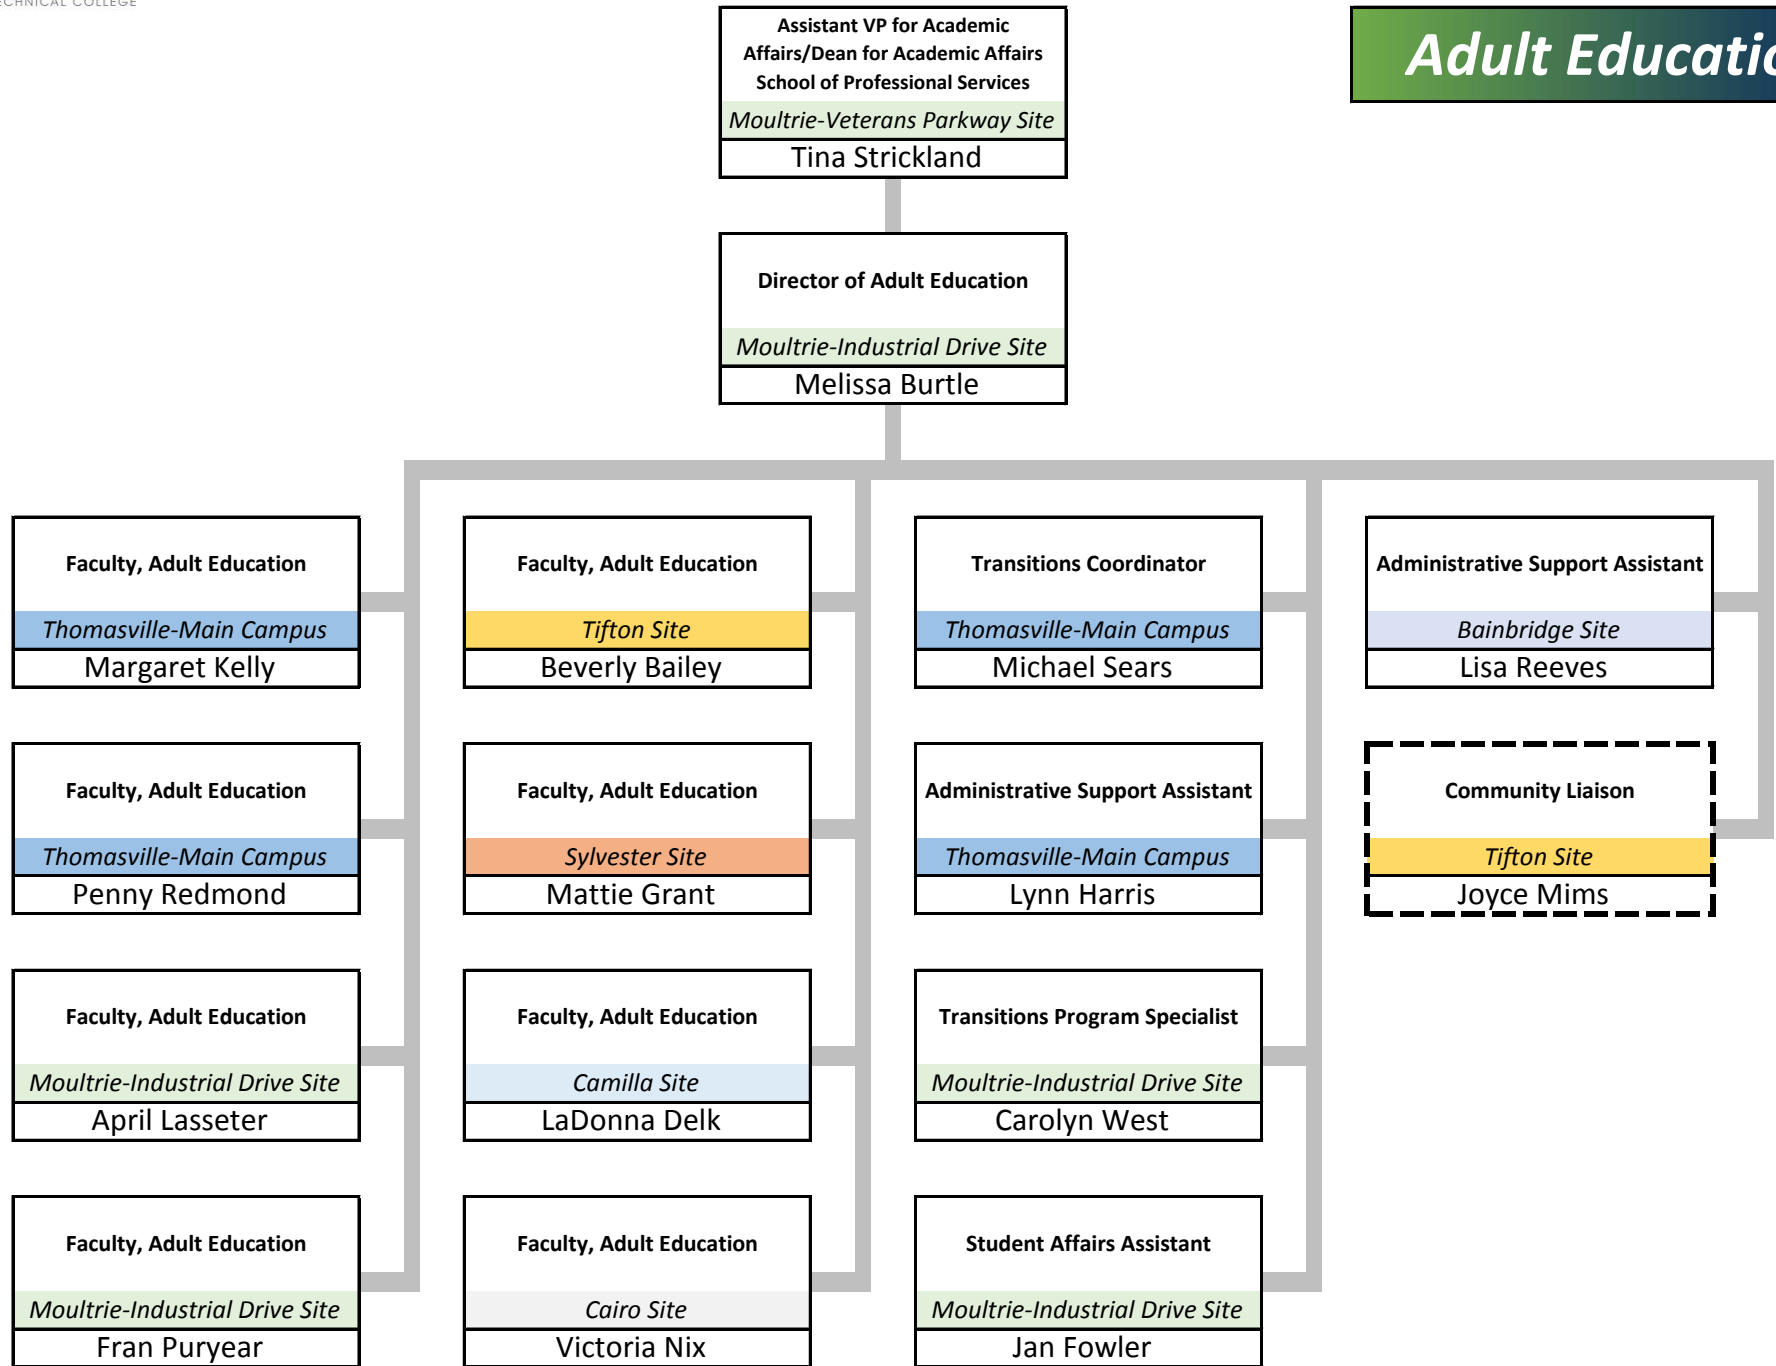 TECHNICAL COLLEGE
Assistant VP for Academic
Affairs/Dean for Academic Affairs
School of Professional Services
Moultrie-Veterans Parkway Site
Tina Strickland
Adult Educatio
Director of Adult Education
Moultrie-Industrial Drive Site
Melissa Burtle
Faculty, Adult Education
Thomasville-Main Campus
Margaret Kelly
Faculty, Adult Education
Tifton Site
Beverly Bailey
Transitions Coordinator
Thomasville-Main Campus
Michael Sears
Administrative Support Assistant
Bainbridge Site
Lisa Reeves
Faculty, Adult Education
Thomasville-Main Campus
Penny Redmond
Faculty, Adult Education
Sylvester Site
Mattie Grant
Administrative Support Assistant
Thomasville-Main Campus
Lynn Harris
Community Liaison
Tifton Site
Joyce Mims
Faculty, Adult Education
Moultrie-Industrial Drive Site
April Lasseter
Faculty, Adult Education
Camilla Site
LaDonna Delk
Transitions Program Specialist
Moultrie-Industrial Drive Site
Carolyn West
Faculty, Adult Education
Moultrie-Industrial Drive Site
Fran Puryear
Faculty, Adult Education
Cairo Site
Victoria Nix
Student Affairs Assistant
Moultrie-Industrial Drive Site
Jan Fowler